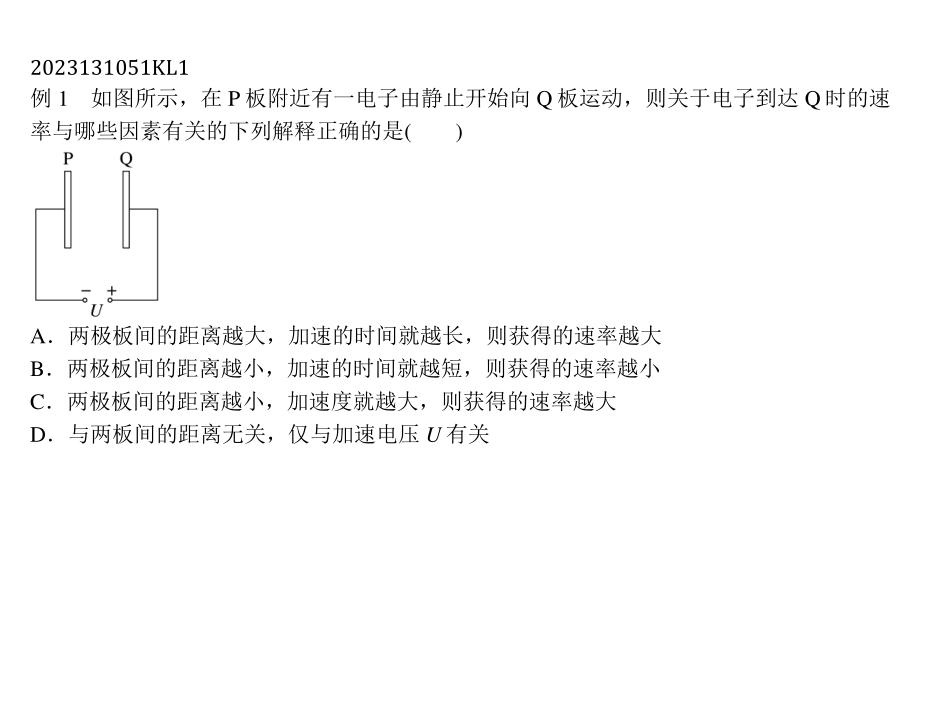 2023131051KL1
例 1　如图所示，在 P 板附近有一电子由静止开始向 Q 板运动，则关于电子到达 Q 时的速
率与哪些因素有关的下列解释正确的是(　　)
P　Q
－　＋
U
A．两极板间的距离越大，加速的时间就越长，则获得的速率越大
B．两极板间的距离越小，加速的时间就越短，则获得的速率越小
C．两极板间的距离越小，加速度就越大，则获得的速率越大
D．与两板间的距离无关，仅与加速电压 U 有关